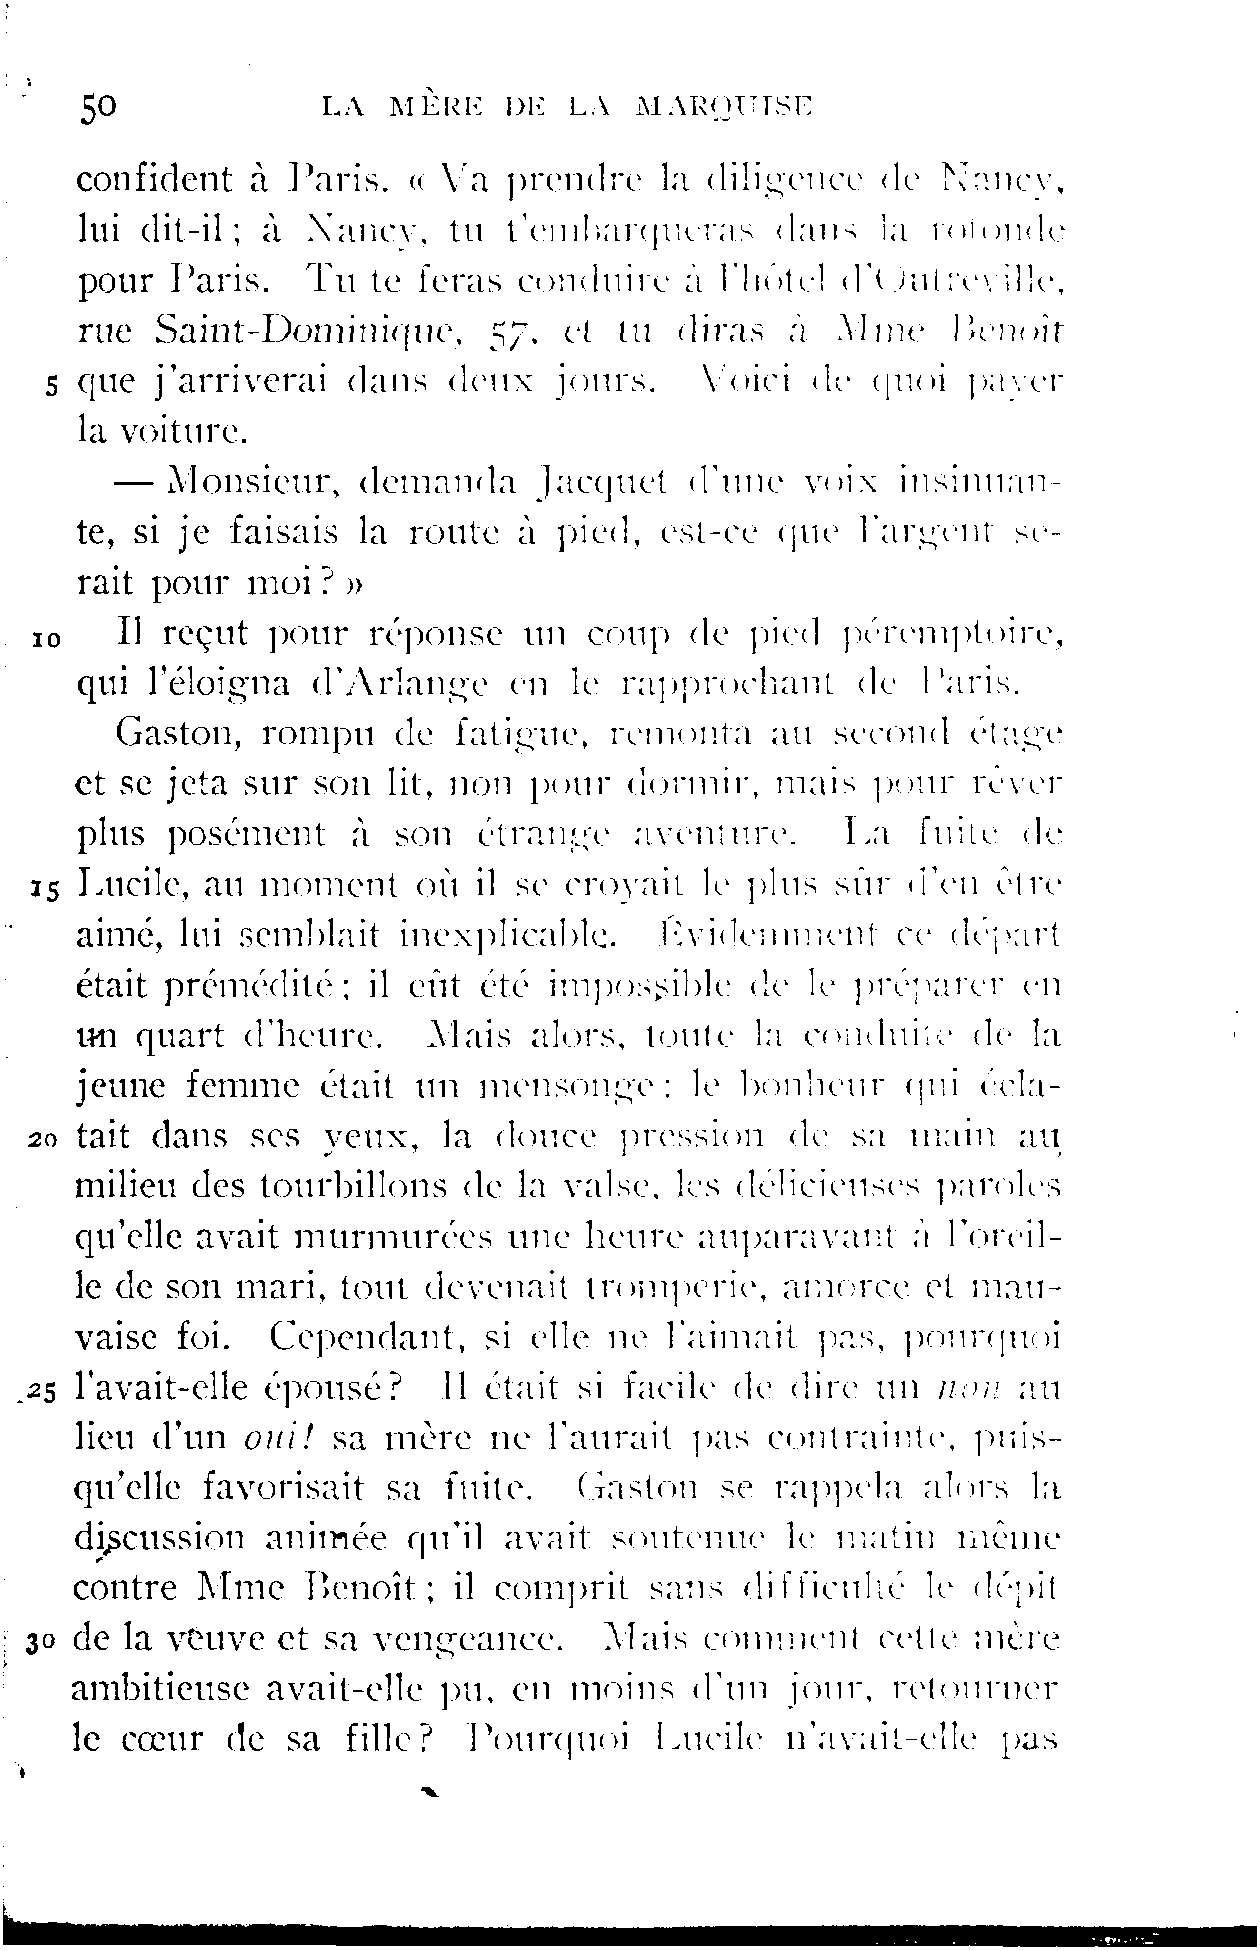 50 LA MÈRE DE LA MARQUISE
confident à Paris. « Va prendre la diligence de Nancy,
lui dit-il ; à Nancy, tu t'embarqueras dans la rotonde
pour Paris. Tu te feras conduire à l'hôtel d'Outreville,
rue Saint-Dominique, 57, et tu diras à Mme Benoît
5 que j'arriverai dans deux jours. Voici de quoi payer
la voiture.
— Monsieur, demanda Jacquet d'une voix insinuan-
te, si je faisais la route à pied, est-ce que l'argent se-
rait pour moi ? »
10 Il reçut pour réponse un coup de pied péremptoire,
qui l'éloigna d'Arlange en le rapprochant de Paris.
Gaston, rompu de fatigue, remonta au second étage
et se jeta sur son lit, non pour dormir, mais pour rêver
plus posément à son étrange aventure. La fuite de
15 Lucile, au moment où il se croyait le plus sûr d'en être
aimé, lui semblait inexplicable. Évidemment ce départ
était prémédité ; il eût été impossible de le préparer en
un quart d'heure. Mais alors, toute la conduite de la
jeune femme était un mensonge : le bonheur qui écla-
20 tait dans ses yeux, la douce pression de sa main au
milieu des tourbillons de la valse, les délicieuses paroles
qu'elle avait murmurées une heure auparavant à l'oreil-
le de son mari, tout devenait tromperie, amorce et mau-
vaise foi. Cependant, si elle ne l'aimait pas, pourquoi
25 l'avait-elle épousé ? Il était si facile de dire un non au
lieu d'un oui ! sa mère ne l'aurait pas contrainte, puis-
qu'elle favorisait sa fuite. Gaston se rappela alors la
discussion animée qu'il avait soutenue le matin même
contre Mme Benoît ; il comprit sans difficulté le dépit
30 de la veuve et sa vengeance. Mais comment cette mère
ambitieuse avait-elle pu, en moins d'un jour, retourner
le cœur de sa fille ? Pourquoi Lucile n'avait-elle pas